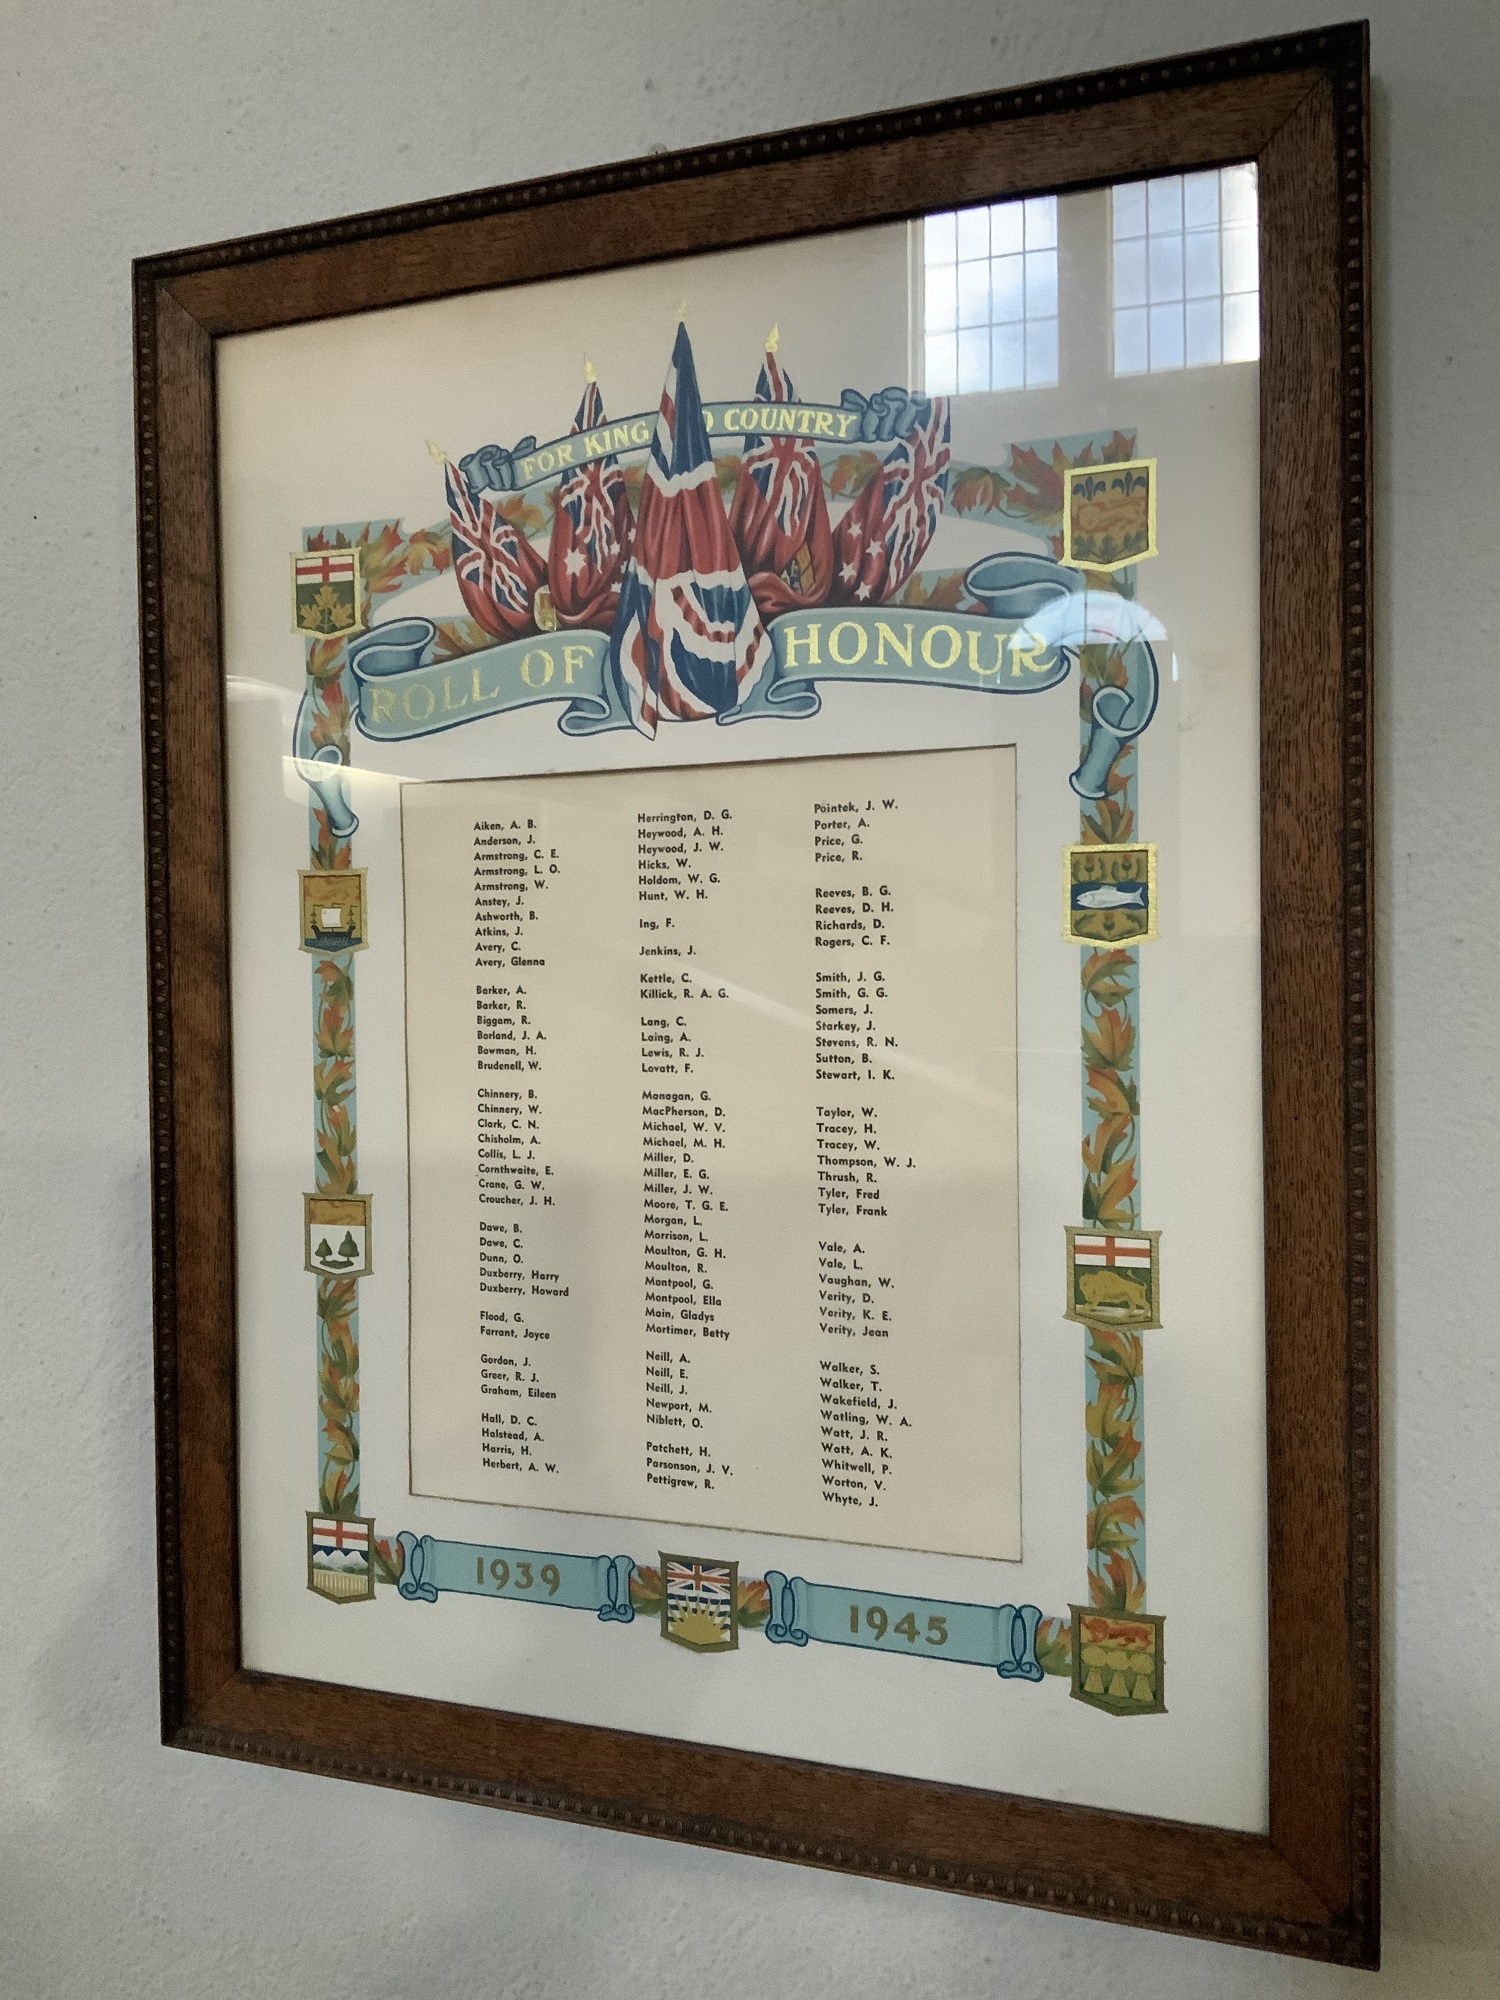 FOR KING D COUNTRY
ROLL OF HONOUR
Aiken, A. B.
Anderson, J.
Armstrong, C. E.
Armstrong, L. O.
Armstrong, W.
Anstey, J.
Ashworth, B.
Atkins, J.
Avery, C.
Avery, Glenna
Barker, A.
Barker, R.
Biggam, R.
Borland, J. A.
Bowman, H.
Brudenell, W.
Chinnery, B.
Chinnery, W.
Clark, C. N.
Chisholm, A.
Collis, L. J.
Cornthwaite, E.
Crane, G. W.
Croucher, J. H.
Dawe, B.
Dawe, C.
Dunn, O.
Duxberry, Harry
Duxberry, Howard
Flood, G.
Farrant, Joyce
Gordon, J.
Greer, R. J.
Graham, Eileen
Hall, D. C.
Halstead, A.
Harris, H.
Herbert, A. W.
Herrington, D. G.
Heywood, A. H.
Heywood, J. W.
Hicks, W.
Holdom, W. G.
Hunt, W. H.
Ing, F.
Jenkins, J.
Kettle, C.
Killick, R. A. G.
Lang, C.
Laing, A.
Lewis, R. J.
Lovatt, F.
Monagan, G.
MacPherson, D.
Michael, W. V.
Michael, M. H.
Miller, D.
Miller, E. G.
Miller, J. W.
Moore, T. G. E.
Morgan, L.
Morrison, L.
Moulton, G. H.
Moulton, R.
Montpool, G.
Montpool, Ella
Main, Gladys
Mortimer, Betty
Neill, A.
Neill, E.
Neill, J.
Newport, M.
Niblett, O.
Patchett, H.
Parsonson, J. V.
Pettigrew, R.
Pointek, J. W.
Porter, A.
Price, G.
Price, R.
Reeves, B. G.
Reeves, D. H.
Richards, D.
Rogers, C. F.
Smith, J. G.
Smith, G. G.
Somers, J.
Starkey, J.
Stevens, R. N.
Sutton, B.
Stewart, I. K.
Taylor, W.
Tracey, H.
Tracey, W.
Thompson, W. J.
Thrush, R.
Tyler, Fred
Tyler, Frank
Vale, A.
Vale, L.
Vaughan, W.
Verity, D.
Verity, K. E.
Verity, Jean
Walker, S.
Walker, T.
Wakefield, J.
Watling, W. A.
Watt, J. R.
Watt, A. K.
Whitwell, P.
Worton, V.
Whyte, J.
1939 1945